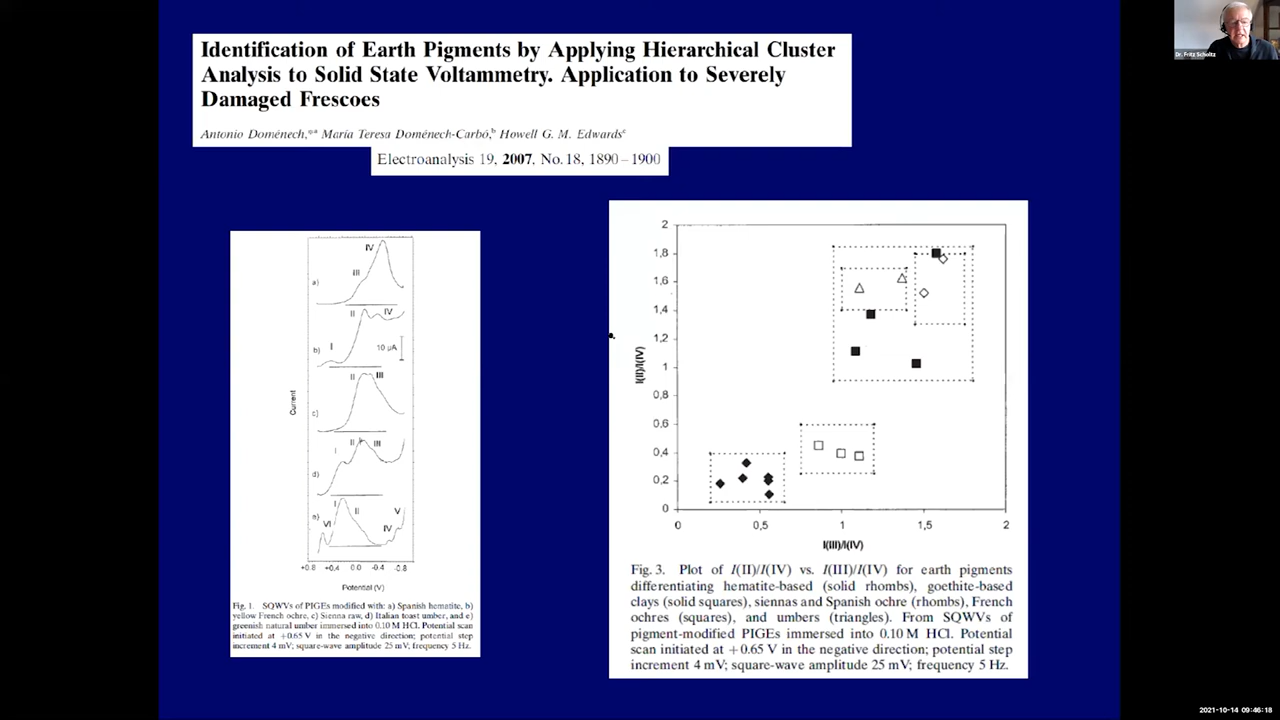 Identification of Earth Pigments by Applying Hierarchical Cluster
Analysis to Solid State Voltammetry. Application to Severely
Damaged Frescoes
Antonio Doménech,*ᵃ María Teresa Doménech-Carbó,ᵇ Howell G. M. Edwardsᶜ
Electroanalysis 19, 2007, No. 18, 1890–1900
Dr. Fritz Scholtz
IV
III
a)
II
IV
I
10 µA
b)
II
III
c)
Current
I
II
III
d)
I
II
e)
VI
V
IV
+0.8 +0.4 0.0 -0.4 -0.8
Potential (V)
Fig. 1. SQWVs of PIGEs modified with: a) Spanish hematite, b)
yellow French ochre, c) Sienna raw, d) Italian toast umber, and e)
greenish natural umber immersed into 0.10 M HCl. Potential scan
initiated at +0.65 V in the negative direction; potential step
increment 4 mV; square-wave amplitude 25 mV; frequency 5 Hz.
2
1,8
1,6
1,4
1,2
1
0,8
0,6
0,4
0,2
0
I(II)/I(IV)
0 0,5 1 1,5 2
I(III)/I(IV)
Fig. 3. Plot of I(II)/I(IV) vs. I(III)/I(IV) for earth pigments
differentiating hematite-based (solid rhombs), goethite-based
clays (solid squares), siennas and Spanish ochre (rhombs), French
ochres (squares), and umbers (triangles). From SQWVs of
pigment-modified PIGEs immersed into 0.10 M HCl. Potential
scan initiated at +0.65 V in the negative direction; potential step
increment 4 mV; square-wave amplitude 25 mV; frequency 5 Hz.
2021-10-14 09:46:18